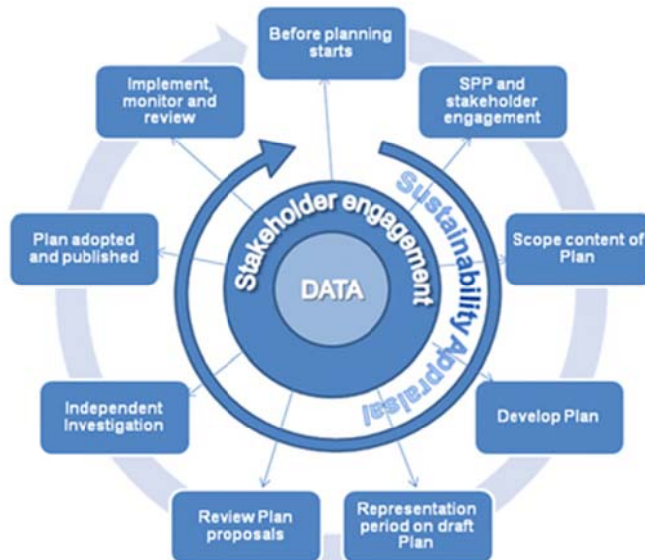 Before planning
starts
SPP and
stakeholder
engagement
Scope content of
Plan
Develop Plan
Representation
period on draft
Plan
Review Plan
proposals
Independent
Investigation
Plan adopted
and published
Implement,
monitor and
review
Stakeholder engagement
Sustainability Appraisal
DATA